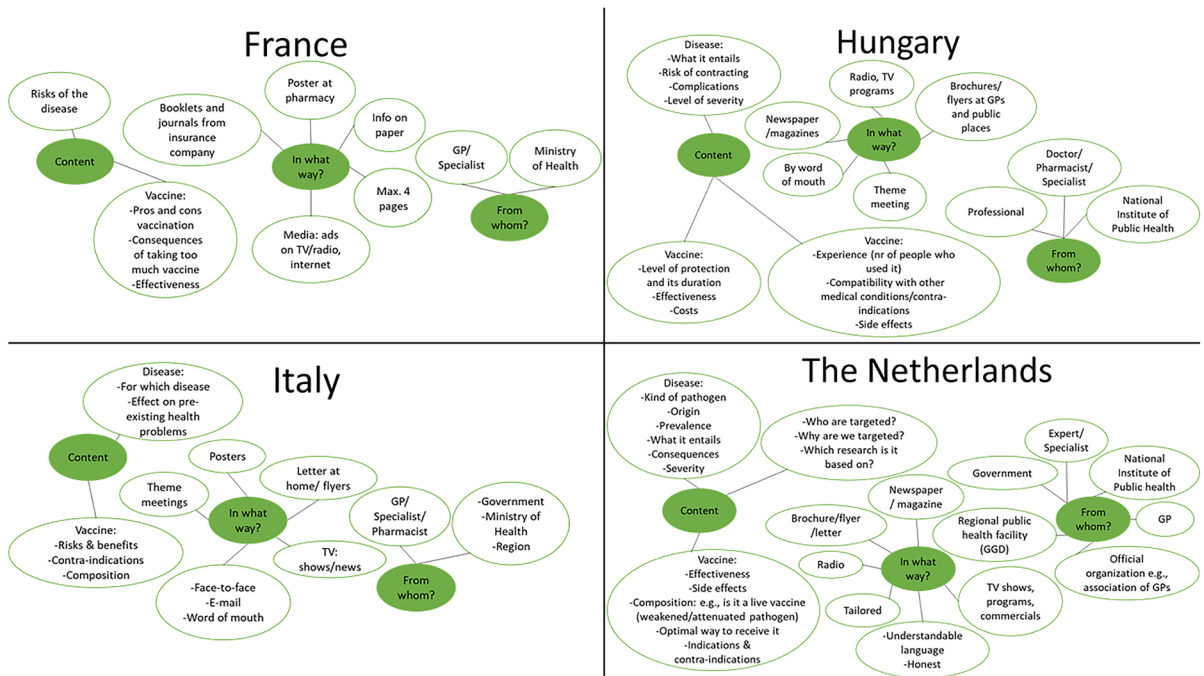 France
Risks of the
disease
Content
Vaccine:
-Pros and cons
vaccination
-Consequences
of taking too
much vaccine
-Effectiveness
Booklets and
journals from
insurance
company
Poster at
pharmacy
Info on
paper
In what
way?
Max. 4
pages
Media: ads
on TV/radio,
internet
GP/
Specialist
Ministry
of Health
From
whom?
Hungary
Disease:
-What it entails
-Risk of contracting
-Complications
-Level of severity
Content
Vaccine:
-Level of protection
and its duration
-Effectiveness
-Costs
Vaccine:
-Experience (nr of people who
used it)
-Compatibility with other
medical conditions/contra-
indications
-Side effects
Radio, TV
programs
Newspaper
/magazines
Brochures/
flyers at GPs
and public
places
In what
way?
By word
of mouth
Theme
meeting
Doctor/
Pharmacist/
Specialist
Professional
National
Institute of
Public Health
From
whom?
Italy
Disease:
-For which disease
-Effect on pre-
existing health
problems
Content
Vaccine:
-Risks & benefits
-Contra-indications
-Composition
Posters
Theme
meetings
Letter at
home/ flyers
In what
way?
TV:
shows/news
-Face-to-face
-E-mail
-Word of mouth
GP/
Specialist/
Pharmacist
-Government
-Ministry of
Health
-Region
From
whom?
The Netherlands
Disease:
-Kind of pathogen
-Origin
-Prevalence
-What it entails
-Consequences
-Severity
-Who are targeted?
-Why are we targeted?
-Which research is it
based on?
Content
Vaccine:
-Effectiveness
-Side effects
-Composition: e.g., is it a live vaccine
(weakened/attenuated pathogen)
-Optimal way to receive it
-Indications &
contra-indications
Newspaper
/ magazine
Brochure/flyer
/letter
Radio
In what
way?
Tailored
-Understandable
language
-Honest
TV shows,
programs,
commercials
Expert/
Specialist
Government
National
Institute of
Public health
Regional public
health facility
(GGD)
From
whom?
GP
Official
organization e.g.,
association of GPs